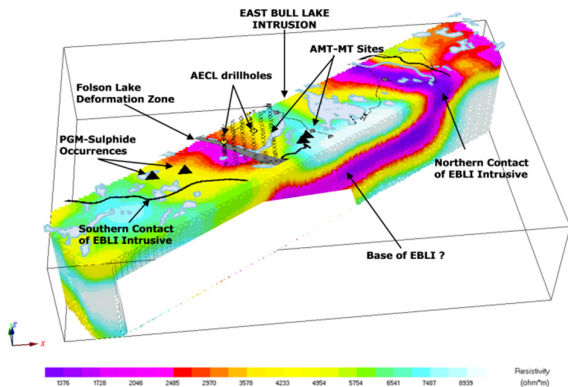 EAST BULL LAKE
INTRUSION
AECL drillholes
AMT-MT Sites
Folson Lake
Deformation Zone
PGM-Sulphide
Occurrences
Northern Contact
of EBLI Intrusive
Southern Contact
of EBLI Intrusive
Base of EBLI ?
Z
X
Resistivity
(ohm*m)
1376 1728 2046 2485 2970 3578 4233 4954 5754 6541 7487 8939